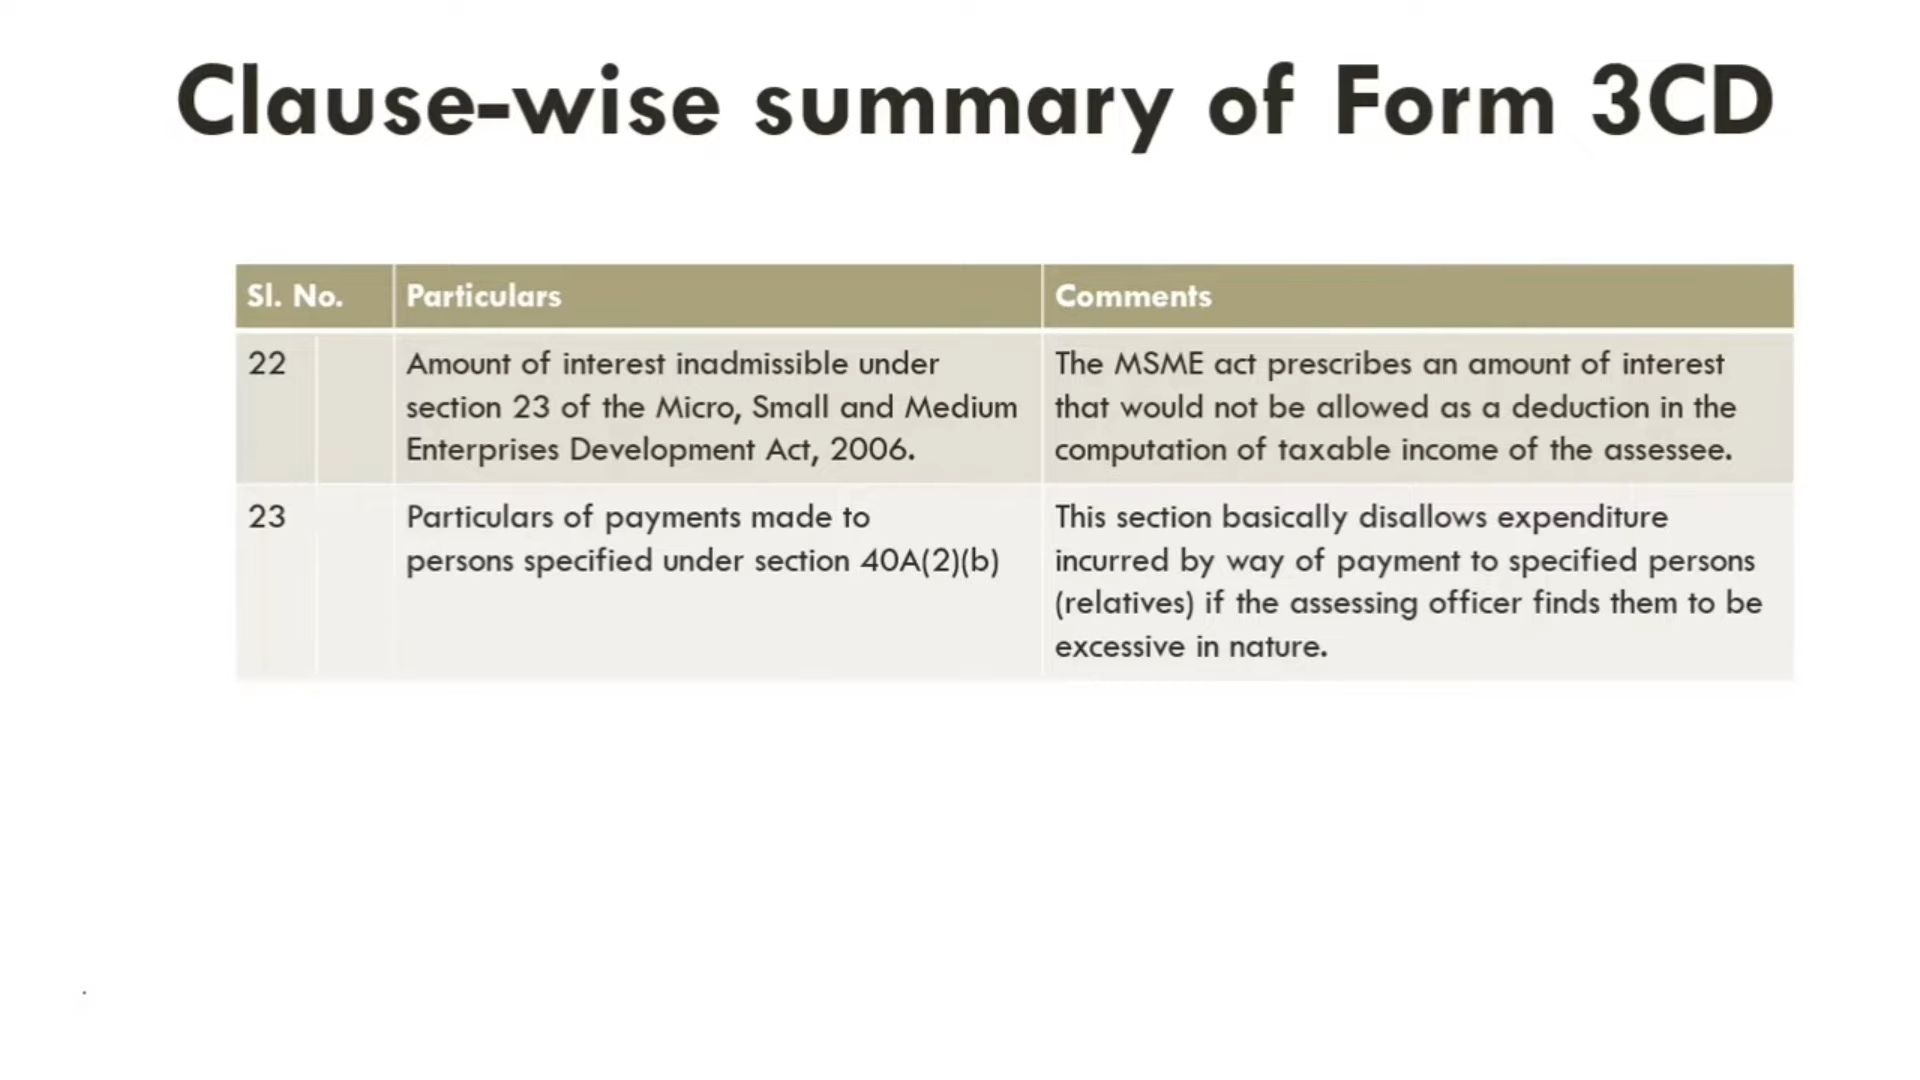 Clause-wise summary of Form 3CD
Sl. No. Particulars Comments
22
Amount of interest inadmissible under
section 23 of the Micro, Small and Medium
Enterprises Development Act, 2006.
The MSME act prescribes an amount of interest
that would not be allowed as a deduction in the
computation of taxable income of the assessee.
23
Particulars of payments made to
persons specified under section 40A(2)(b)
This section basically disallows expenditure
incurred by way of payment to specified persons
(relatives) if the assessing officer finds them to be
excessive in nature.